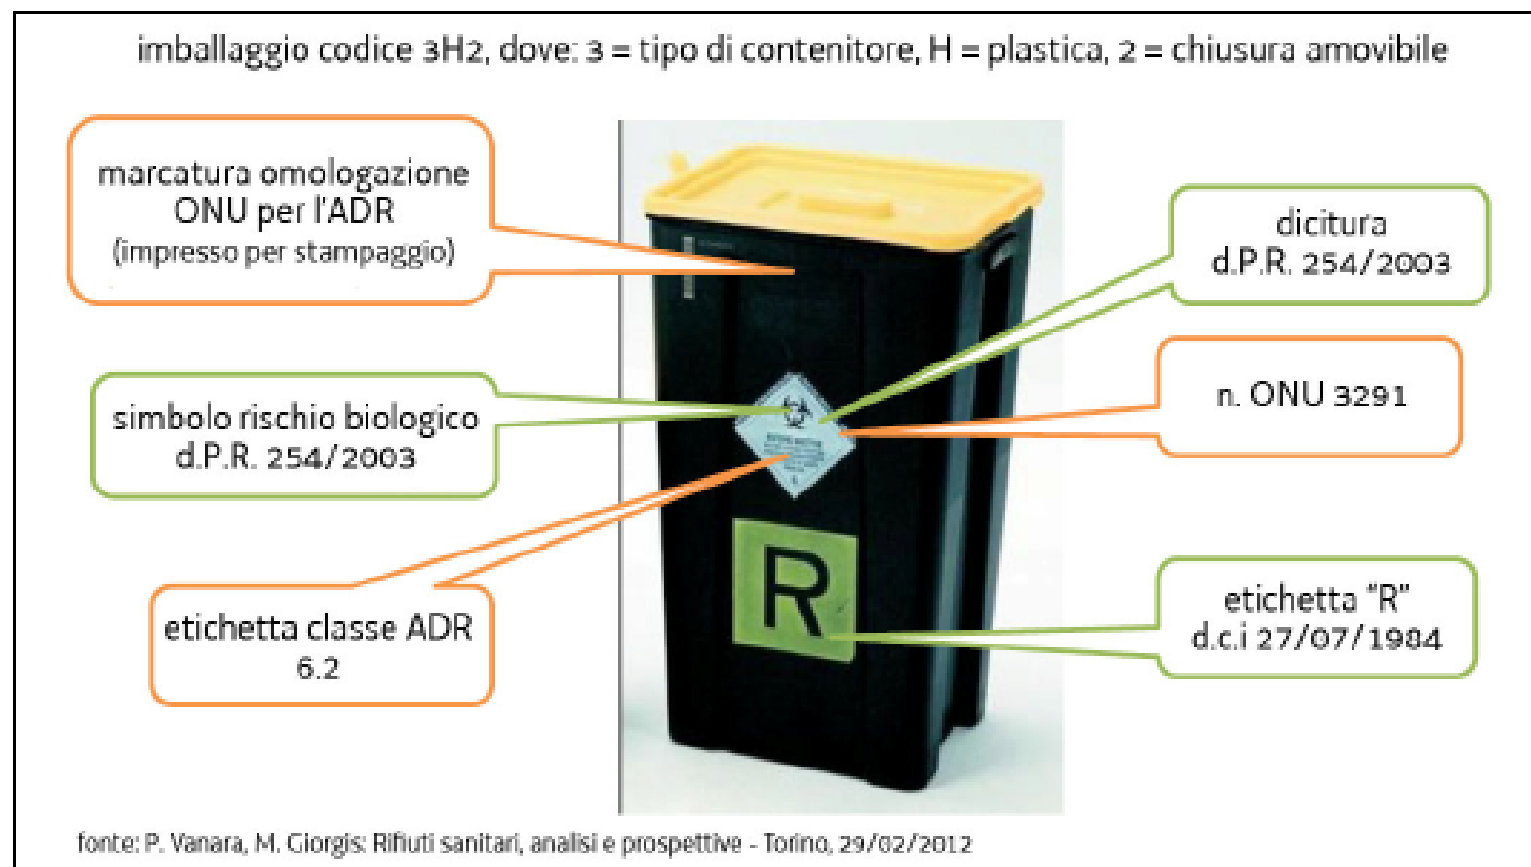 imballaggio codice 3H2, dove: 3 = tipo di contenitore, H = plastica, 2 = chiusura amovibile
marcatura omologazione
ONU per l'ADR
(impresso per stampaggio)
dicitura
d.P.R. 254/2003
simbolo rischio biologico
d.P.R. 254/2003
n. ONU 3291
etichetta classe ADR
6.2
R
etichetta "R"
d.c.i 27/07/1984
fonte: P. Vanara, M. Giorgis: Rifiuti sanitari, analisi e prospettive - Torino, 29/02/2012